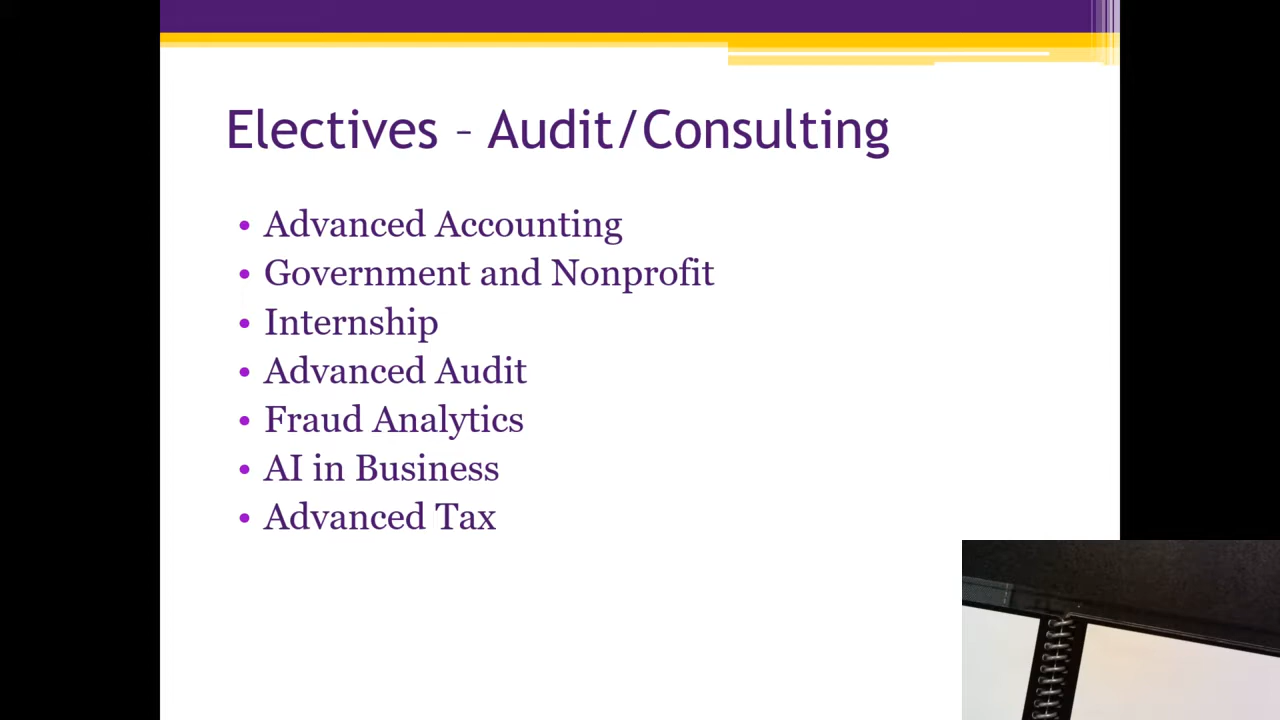 Electives – Audit/Consulting
• Advanced Accounting
• Government and Nonprofit
• Internship
• Advanced Audit
• Fraud Analytics
• AI in Business
• Advanced Tax